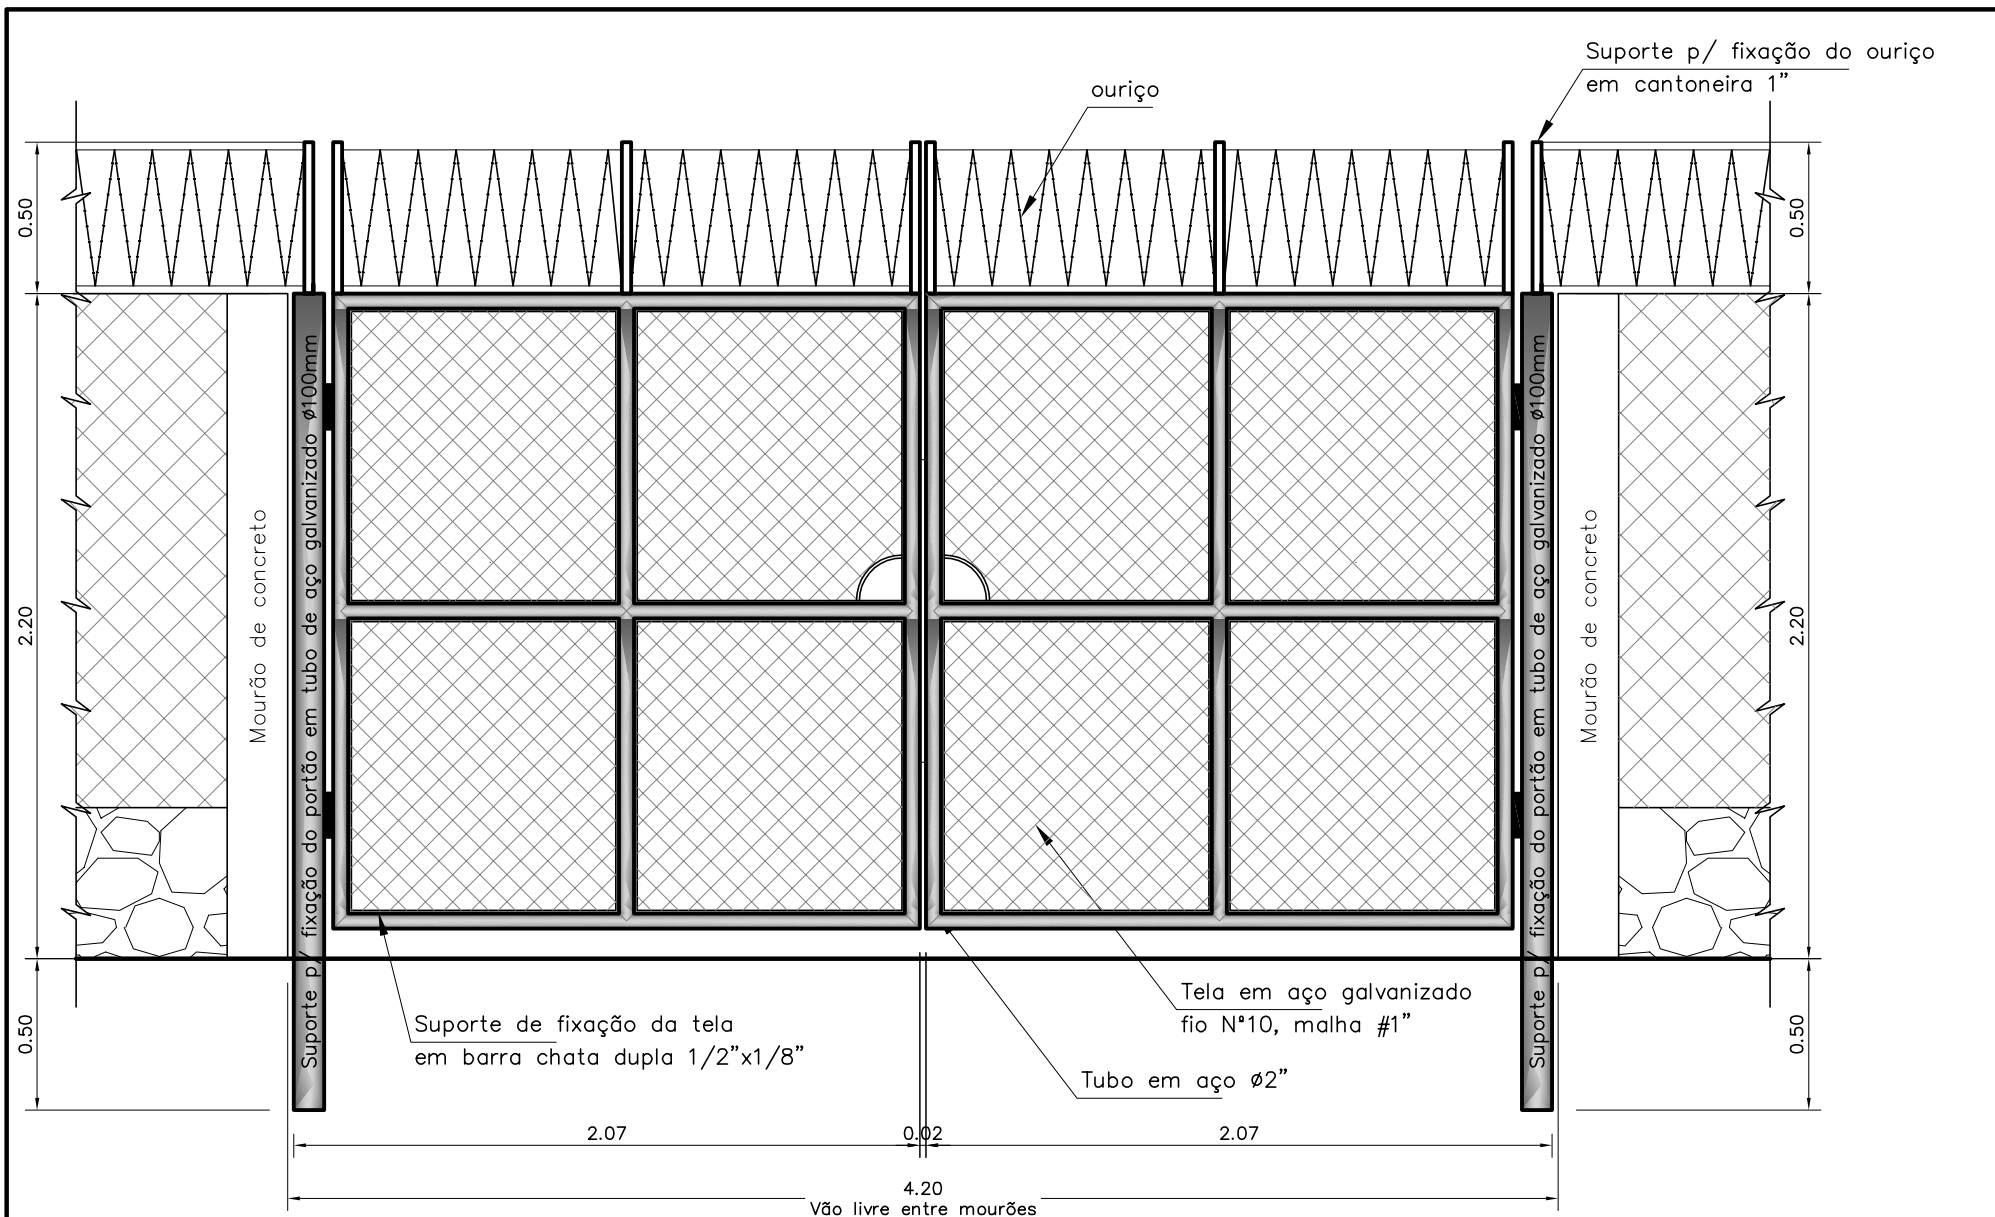 Suporte p/ fixação do ouriço
em cantoneira 1"
ouriço
0.50
0.50
2.20
2.20
Mourão de concreto
Suporte p/ fixação do portão em tubo de aço galvanizado ø100mm
Suporte p/ fixação do portão em tubo de aço galvanizado ø100mm
Mourão de concreto
0.50
0.50
Suporte de fixação da tela
em barra chata dupla 1/2"x1/8"
Tela em aço galvanizado
fio Nº10, malha #1"
Tubo em aço ø2"
2.07
0.02
2.07
4.20
Vão livre entre mourões